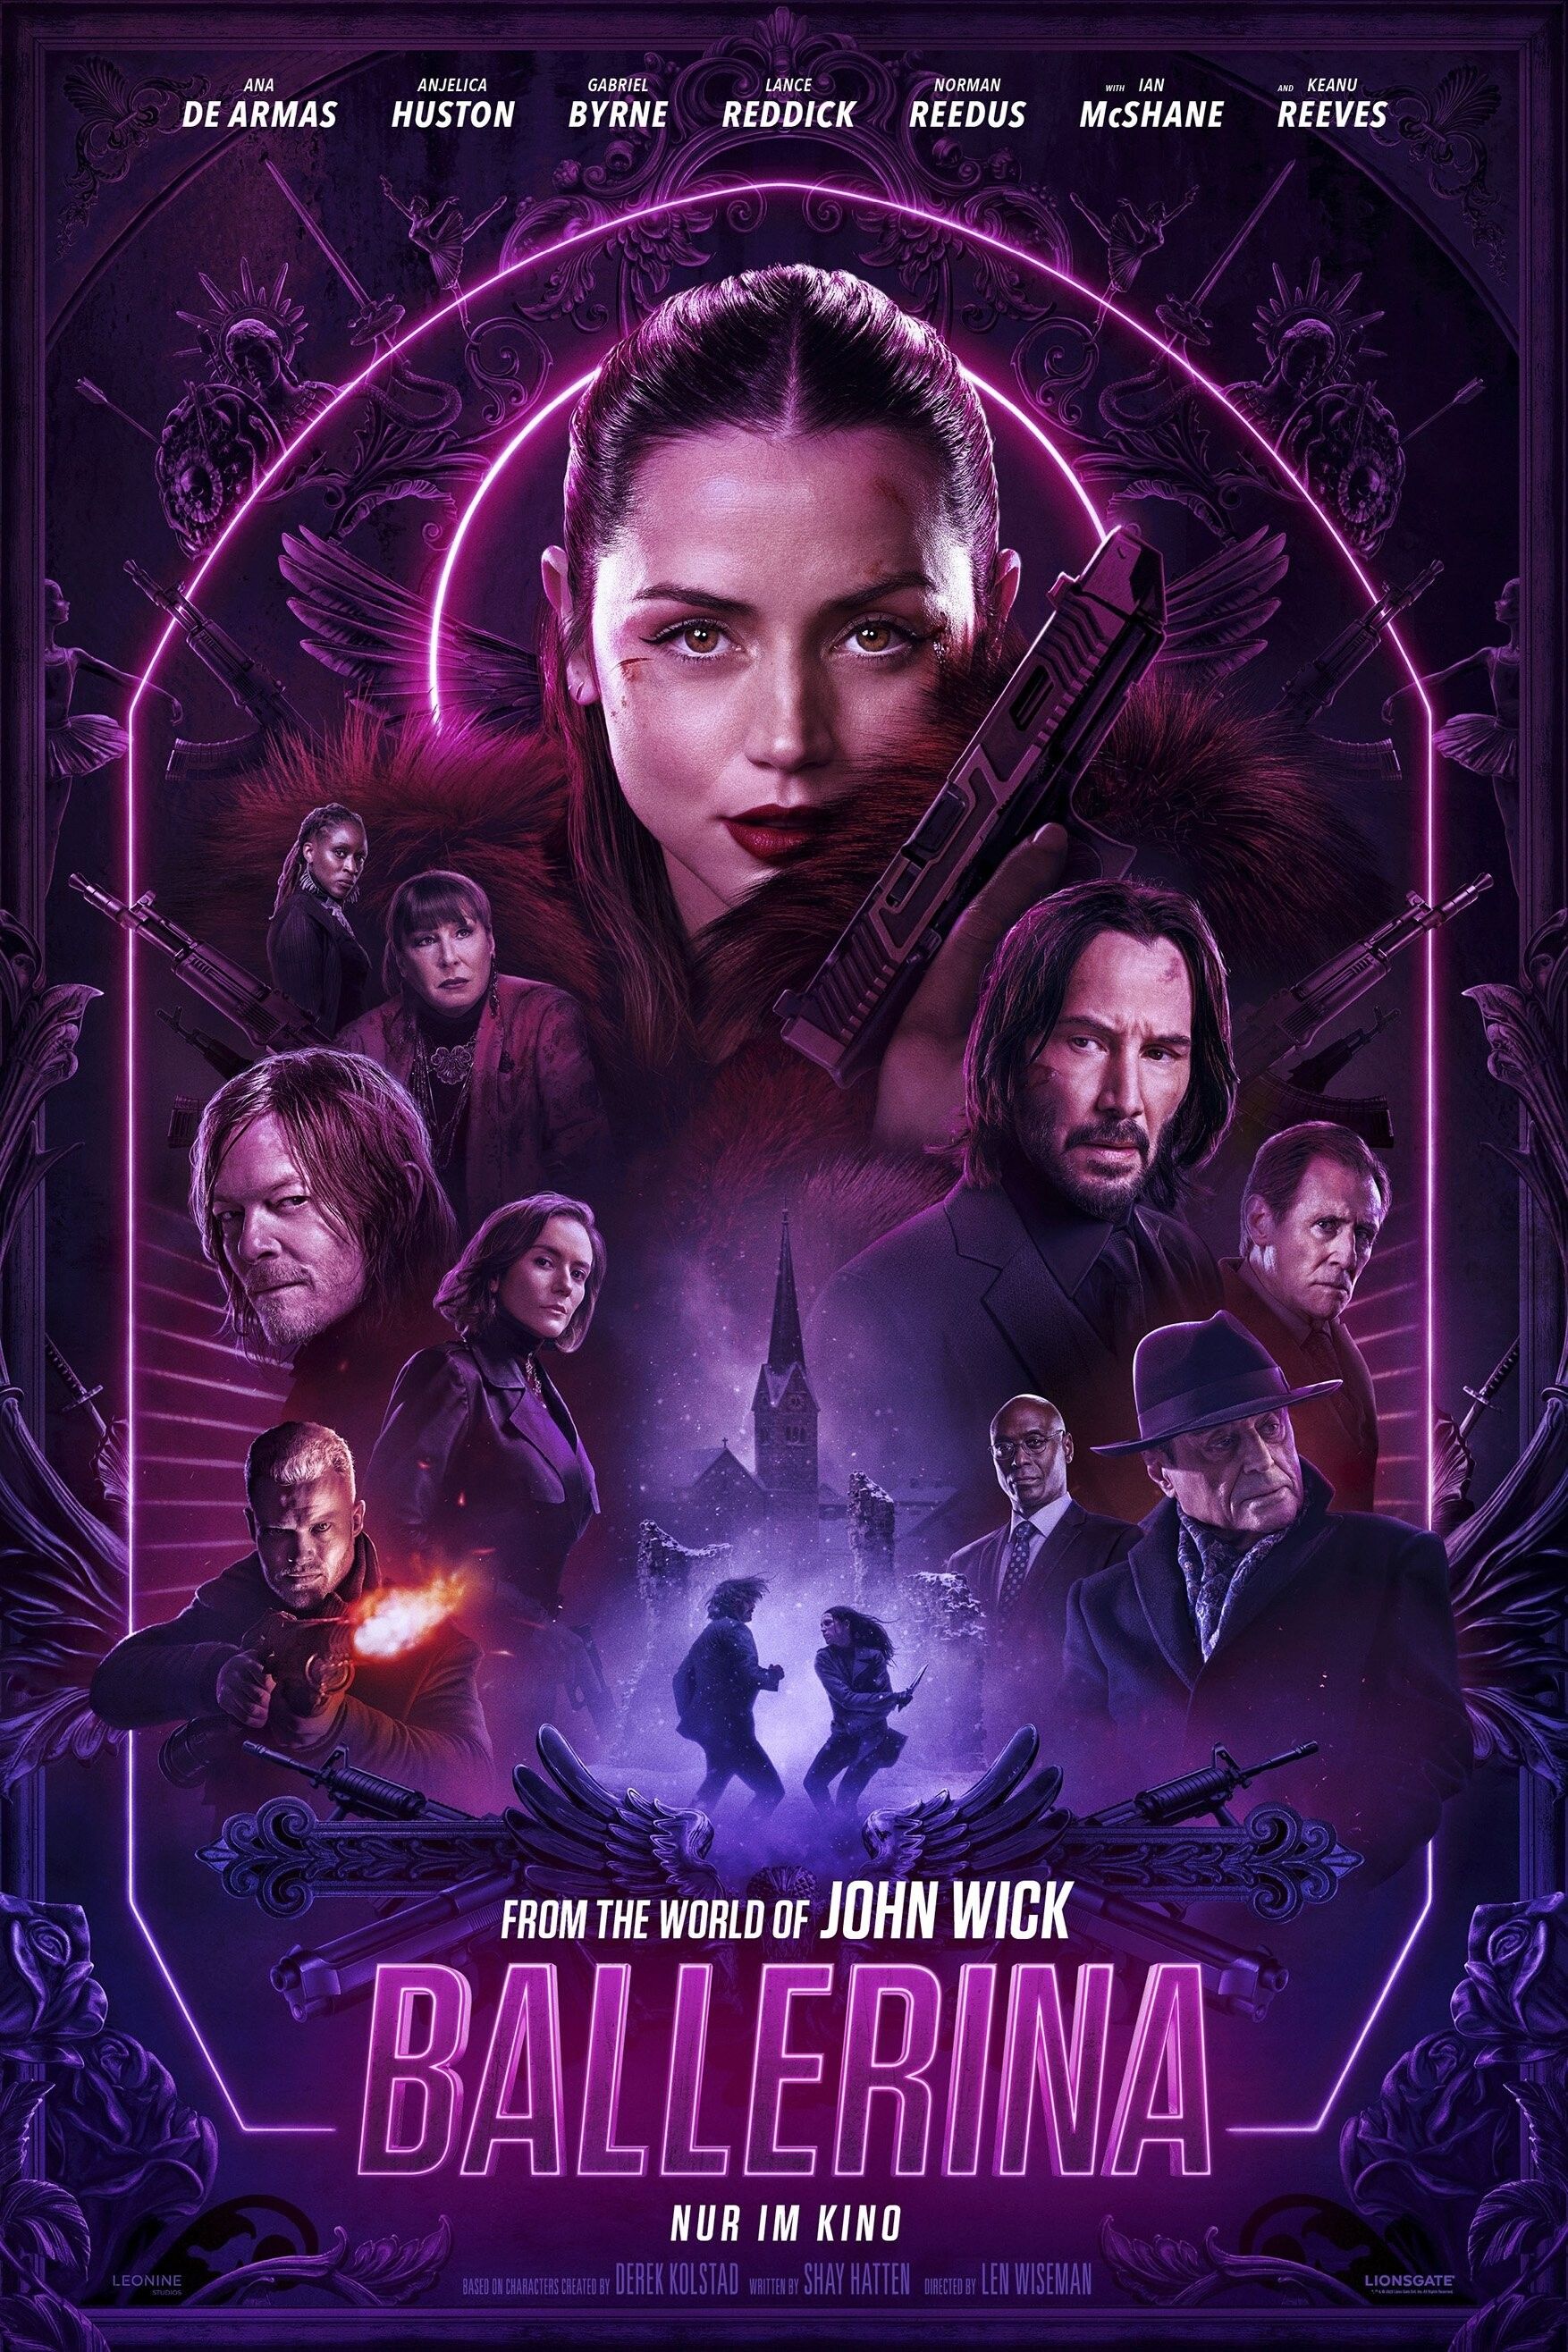 ANA DE ARMAS
ANJELICA HUSTON
GABRIEL BYRNE
LANCE REDDICK
NORMAN REEDUS
WITH IAN McSHANE
AND KEANU REEVES
FROM THE WORLD OF JOHN WICK
BALLERINA
NUR IM KINO
BASED ON CHARACTERS CREATED BY DEREK KOLSTAD WRITTEN BY SHAY HATTEN DIRECTED BY LEN WISEMAN
LEONINE
STUDIOS
LIONSGATE